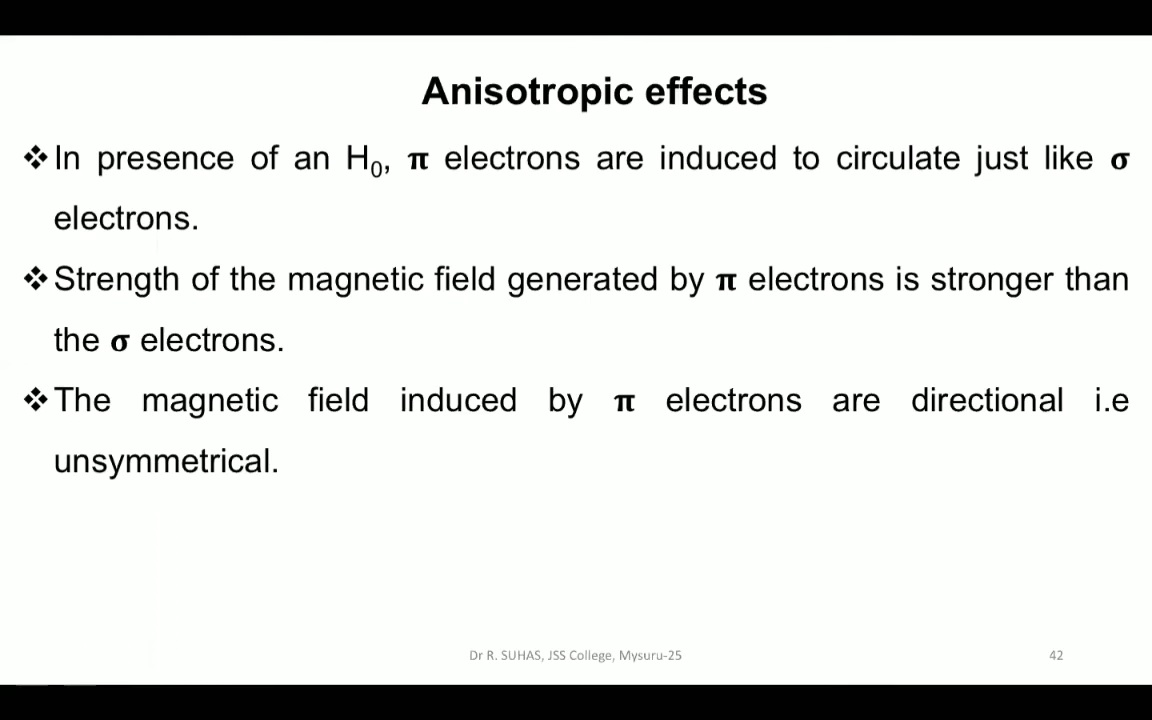 Anisotropic effects
❖In presence of an H₀, π electrons are induced to circulate just like σ
electrons.
❖Strength of the magnetic field generated by π electrons is stronger than
the σ electrons.
❖The magnetic field induced by π electrons are directional i.e
unsymmetrical.
Dr R. SUHAS, JSS College, Mysuru-25
42